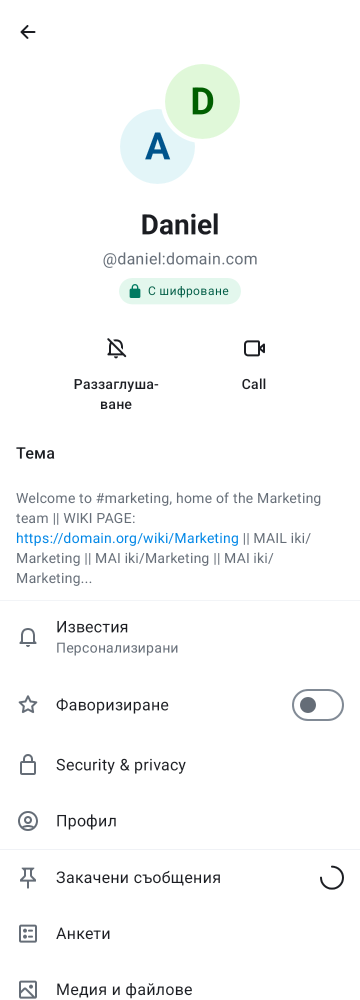 D
A
Daniel
@daniel:domain.com
С шифроване
Раззаглуша-
ване
Call
Тема
Welcome to #marketing, home of the Marketing
team || WIKI PAGE:
https://domain.org/wiki/Marketing || MAIL iki/
Marketing || MAI iki/Marketing || MAI iki/
Marketing...
Известия
Персонализирани
Фаворизиране
Security & privacy
Профил
Закачени съобщения
Анкети
Медия и файлове